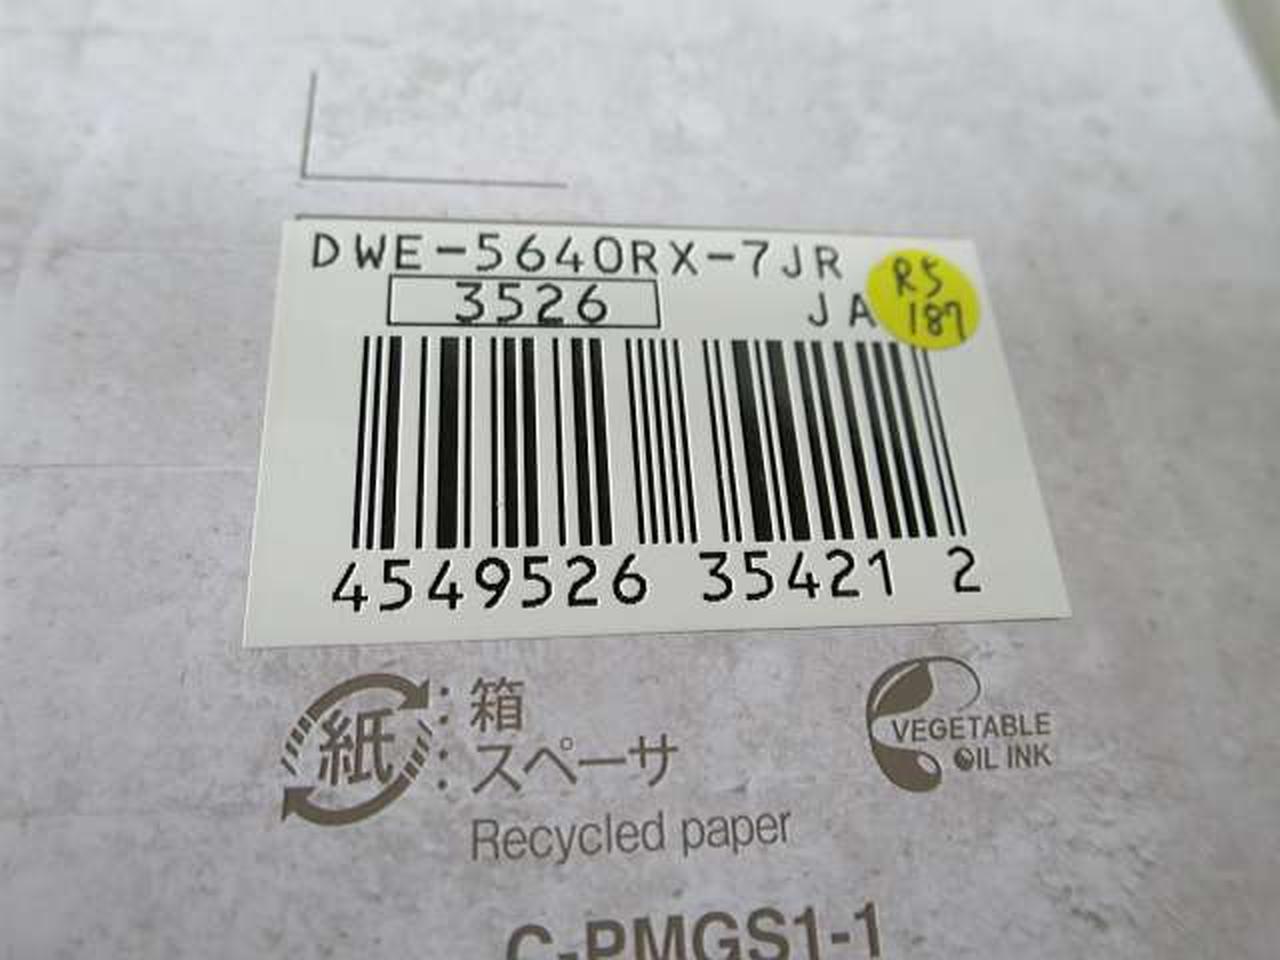 DWE-5640RX-7JR
3526
JA
R5
187
4549526 35421 2
紙 : 箱
: スペーサ
Recycled paper
VEGETABLE
OIL INK
C-PMGS1-1